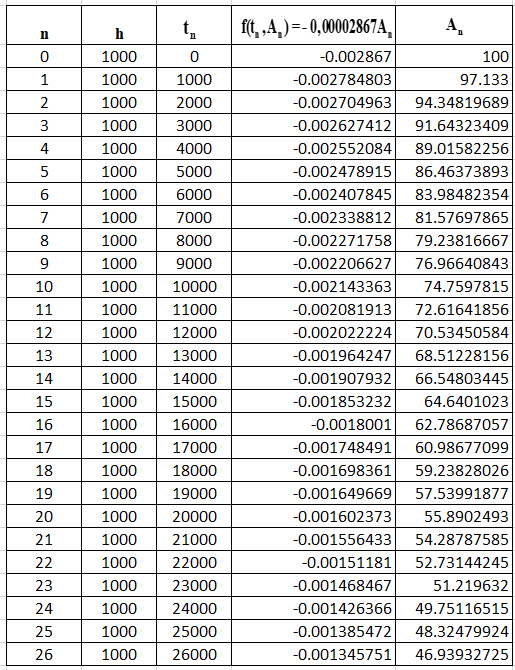 n h tₙ f(tₙ,Aₙ)=-0,00002867Aₙ Aₙ
0 1000 0 -0.002867 100
1 1000 1000 -0.002784803 97.133
2 1000 2000 -0.002704963 94.34819689
3 1000 3000 -0.002627412 91.64323409
4 1000 4000 -0.002552084 89.01582256
5 1000 5000 -0.002478915 86.46373893
6 1000 6000 -0.002407845 83.98482354
7 1000 7000 -0.002338812 81.57697865
8 1000 8000 -0.002271758 79.23816667
9 1000 9000 -0.002206627 76.96640843
10 1000 10000 -0.002143363 74.7597815
11 1000 11000 -0.002081913 72.61641856
12 1000 12000 -0.002022224 70.53450584
13 1000 13000 -0.001964247 68.51228156
14 1000 14000 -0.001907932 66.54803445
15 1000 15000 -0.001853232 64.6401023
16 1000 16000 -0.0018001 62.78687057
17 1000 17000 -0.001748491 60.98677099
18 1000 18000 -0.001698361 59.23828026
19 1000 19000 -0.001649669 57.53991877
20 1000 20000 -0.001602373 55.8902493
21 1000 21000 -0.001556433 54.28787585
22 1000 22000 -0.00151181 52.73144245
23 1000 23000 -0.001468467 51.219632
24 1000 24000 -0.001426366 49.75116515
25 1000 25000 -0.001385472 48.32479924
26 1000 26000 -0.001345751 46.93932725